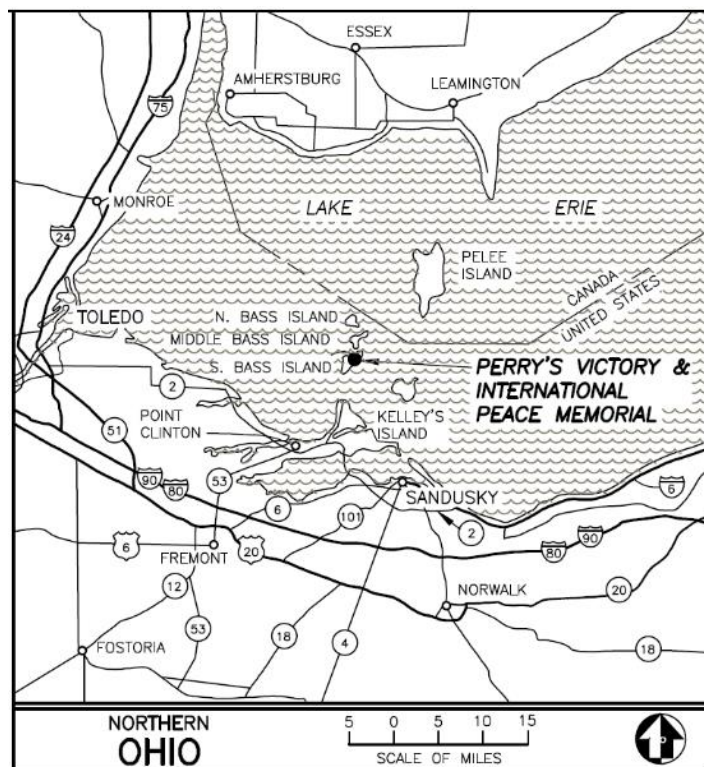 ESSEX
AMHERSTBURG
LEAMINGTON
75
MONROE
LAKE
ERIE
24
PELEE
ISLAND
CANADA
UNITED STATES
TOLEDO
N. BASS ISLAND
MIDDLE BASS ISLAND
S. BASS ISLAND
PERRY'S VICTORY &
INTERNATIONAL
PEACE MEMORIAL
2
POINT
CLINTON
KELLEY'S
ISLAND
51
53
90
80
SANDUSKY
6
6
101
2
6
20
FREMONT
80
90
12
NORWALK
20
53
18
4
18
FOSTORIA
NORTHERN
OHIO
5 0 5 10 15
SCALE OF MILES